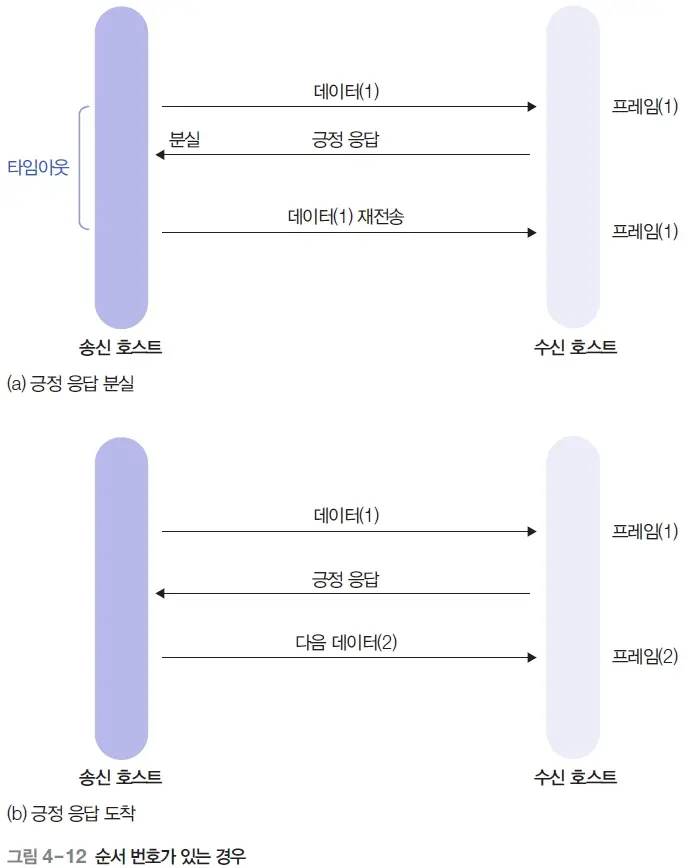 데이터(1)
프레임(1)
분실
긍정 응답
타임아웃
데이터(1) 재전송
프레임(1)
송신 호스트
수신 호스트
(a) 긍정 응답 분실
데이터(1)
프레임(1)
긍정 응답
다음 데이터(2)
프레임(2)
송신 호스트
수신 호스트
(b) 긍정 응답 도착
그림 4-12 순서 번호가 있는 경우